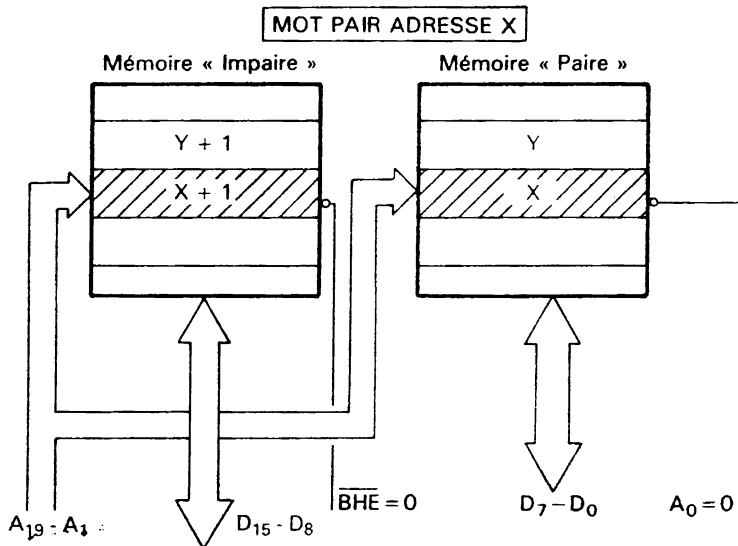 MOT PAIR ADRESSE X
Mémoire « Impaire »
Mémoire « Paire »
Y + 1
Y
X + 1
X
A19 - A1
D15 - D8
BHE = 0
D7 – D0
A0 = 0